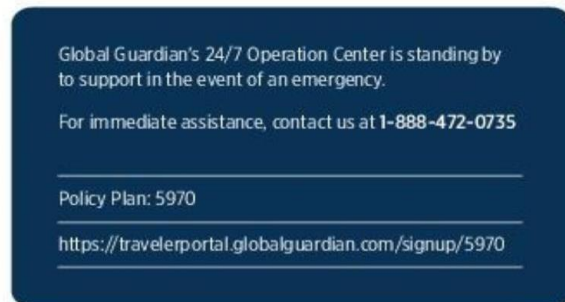 Global Guardian's 24/7 Operation Center is standing by
to support in the event of an emergency.
For immediate assistance, contact us at 1-888-472-0735
Policy Plan: 5970
https://travelerportal.globalguardian.com/signup/5970